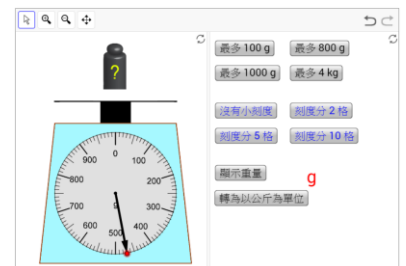 ?
0
100
200
300
400
500
600
700
800
900
g
最多 100 g 最多 800 g
最多 1000 g 最多 4 kg
沒有小刻度 刻度分 2 格
刻度分 5 格 刻度分 10 格
顯示重量
g
轉為以公斤為單位